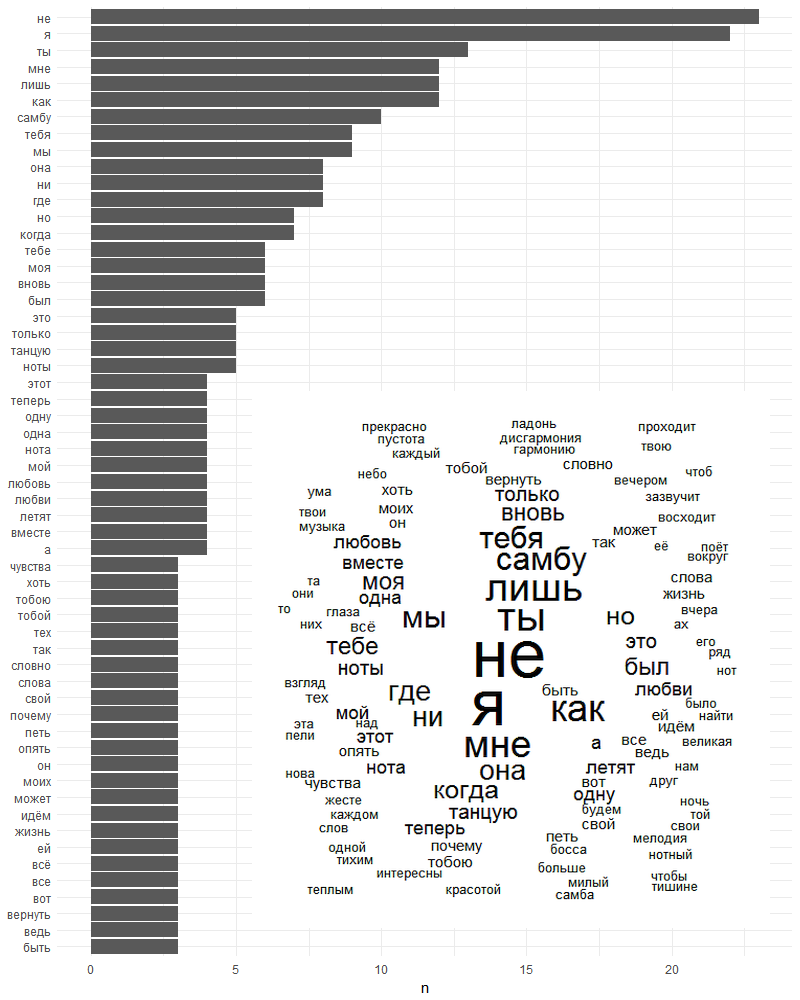 не
я
ты
мне
лишь
как
самбу
тебя
мы
она
ни
где
но
когда
тебе
моя
вновь
был
это
только
танцую
ноты
этот
теперь
одну
одна
нота
мой
любовь
любви
летят
вместе
а
чувства
хоть
тобою
тобой
тех
так
словно
слова
свой
почему
петь
опять
он
моих
может
идём
жизнь
ей
всё
все
вот
вернуть
ведь
быть
0 5 10 15 20
n
прекрасно ладонь проходит
пустота дисгармония твою
каждый гармонию
небо тобой словно чтоб
ума хоть вернуть вечером
только зазвучит
твои моих вновь восходит
музыка он может
любовь тебя так её поёт
вместе самбу вокруг
та моя лишь слова
они одна жизнь
то глаза мы ты но вчера
них всё ах
тебе не это его
ряд
ноты был нот
взгляд быть любви
тех где я как было
мой ни ей найти
эта над идём
пели этот мне а все великая
опять ведь
нова нота она летят нам
чувства вот друг
жесте когда одну ночь
каждом танцую будем той
слов теперь свой свои
одной почему петь мелодия
тихим тобою босса нотный
интересны больше чтобы
теплым красотой милый тишине
самба